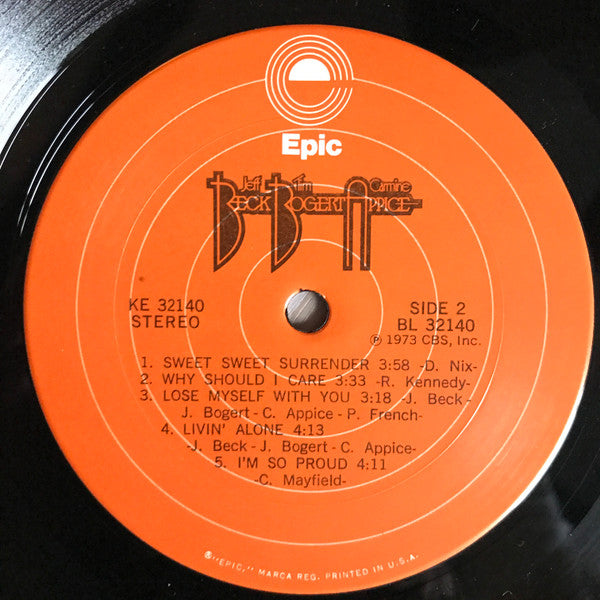 Epic
Jeff Tim Carmine
BECK BOGERT APPICE
KE 32140
STEREO
SIDE 2
BL 32140
℗ 1973 CBS, Inc.
1. SWEET SWEET SURRENDER 3:58 -D. Nix-
2. WHY SHOULD I CARE 3:33 -R. Kennedy-
3. LOSE MYSELF WITH YOU 3:18 -J. Beck-
J. Bogert-C. Appice-P. French-
4. LIVIN' ALONE 4:13
-J. Beck-J. Bogert-C. Appice-
5. I'M SO PROUD 4:11
-C. Mayfield-
®"EPIC," MARCA REG. PRINTED IN U.S.A.